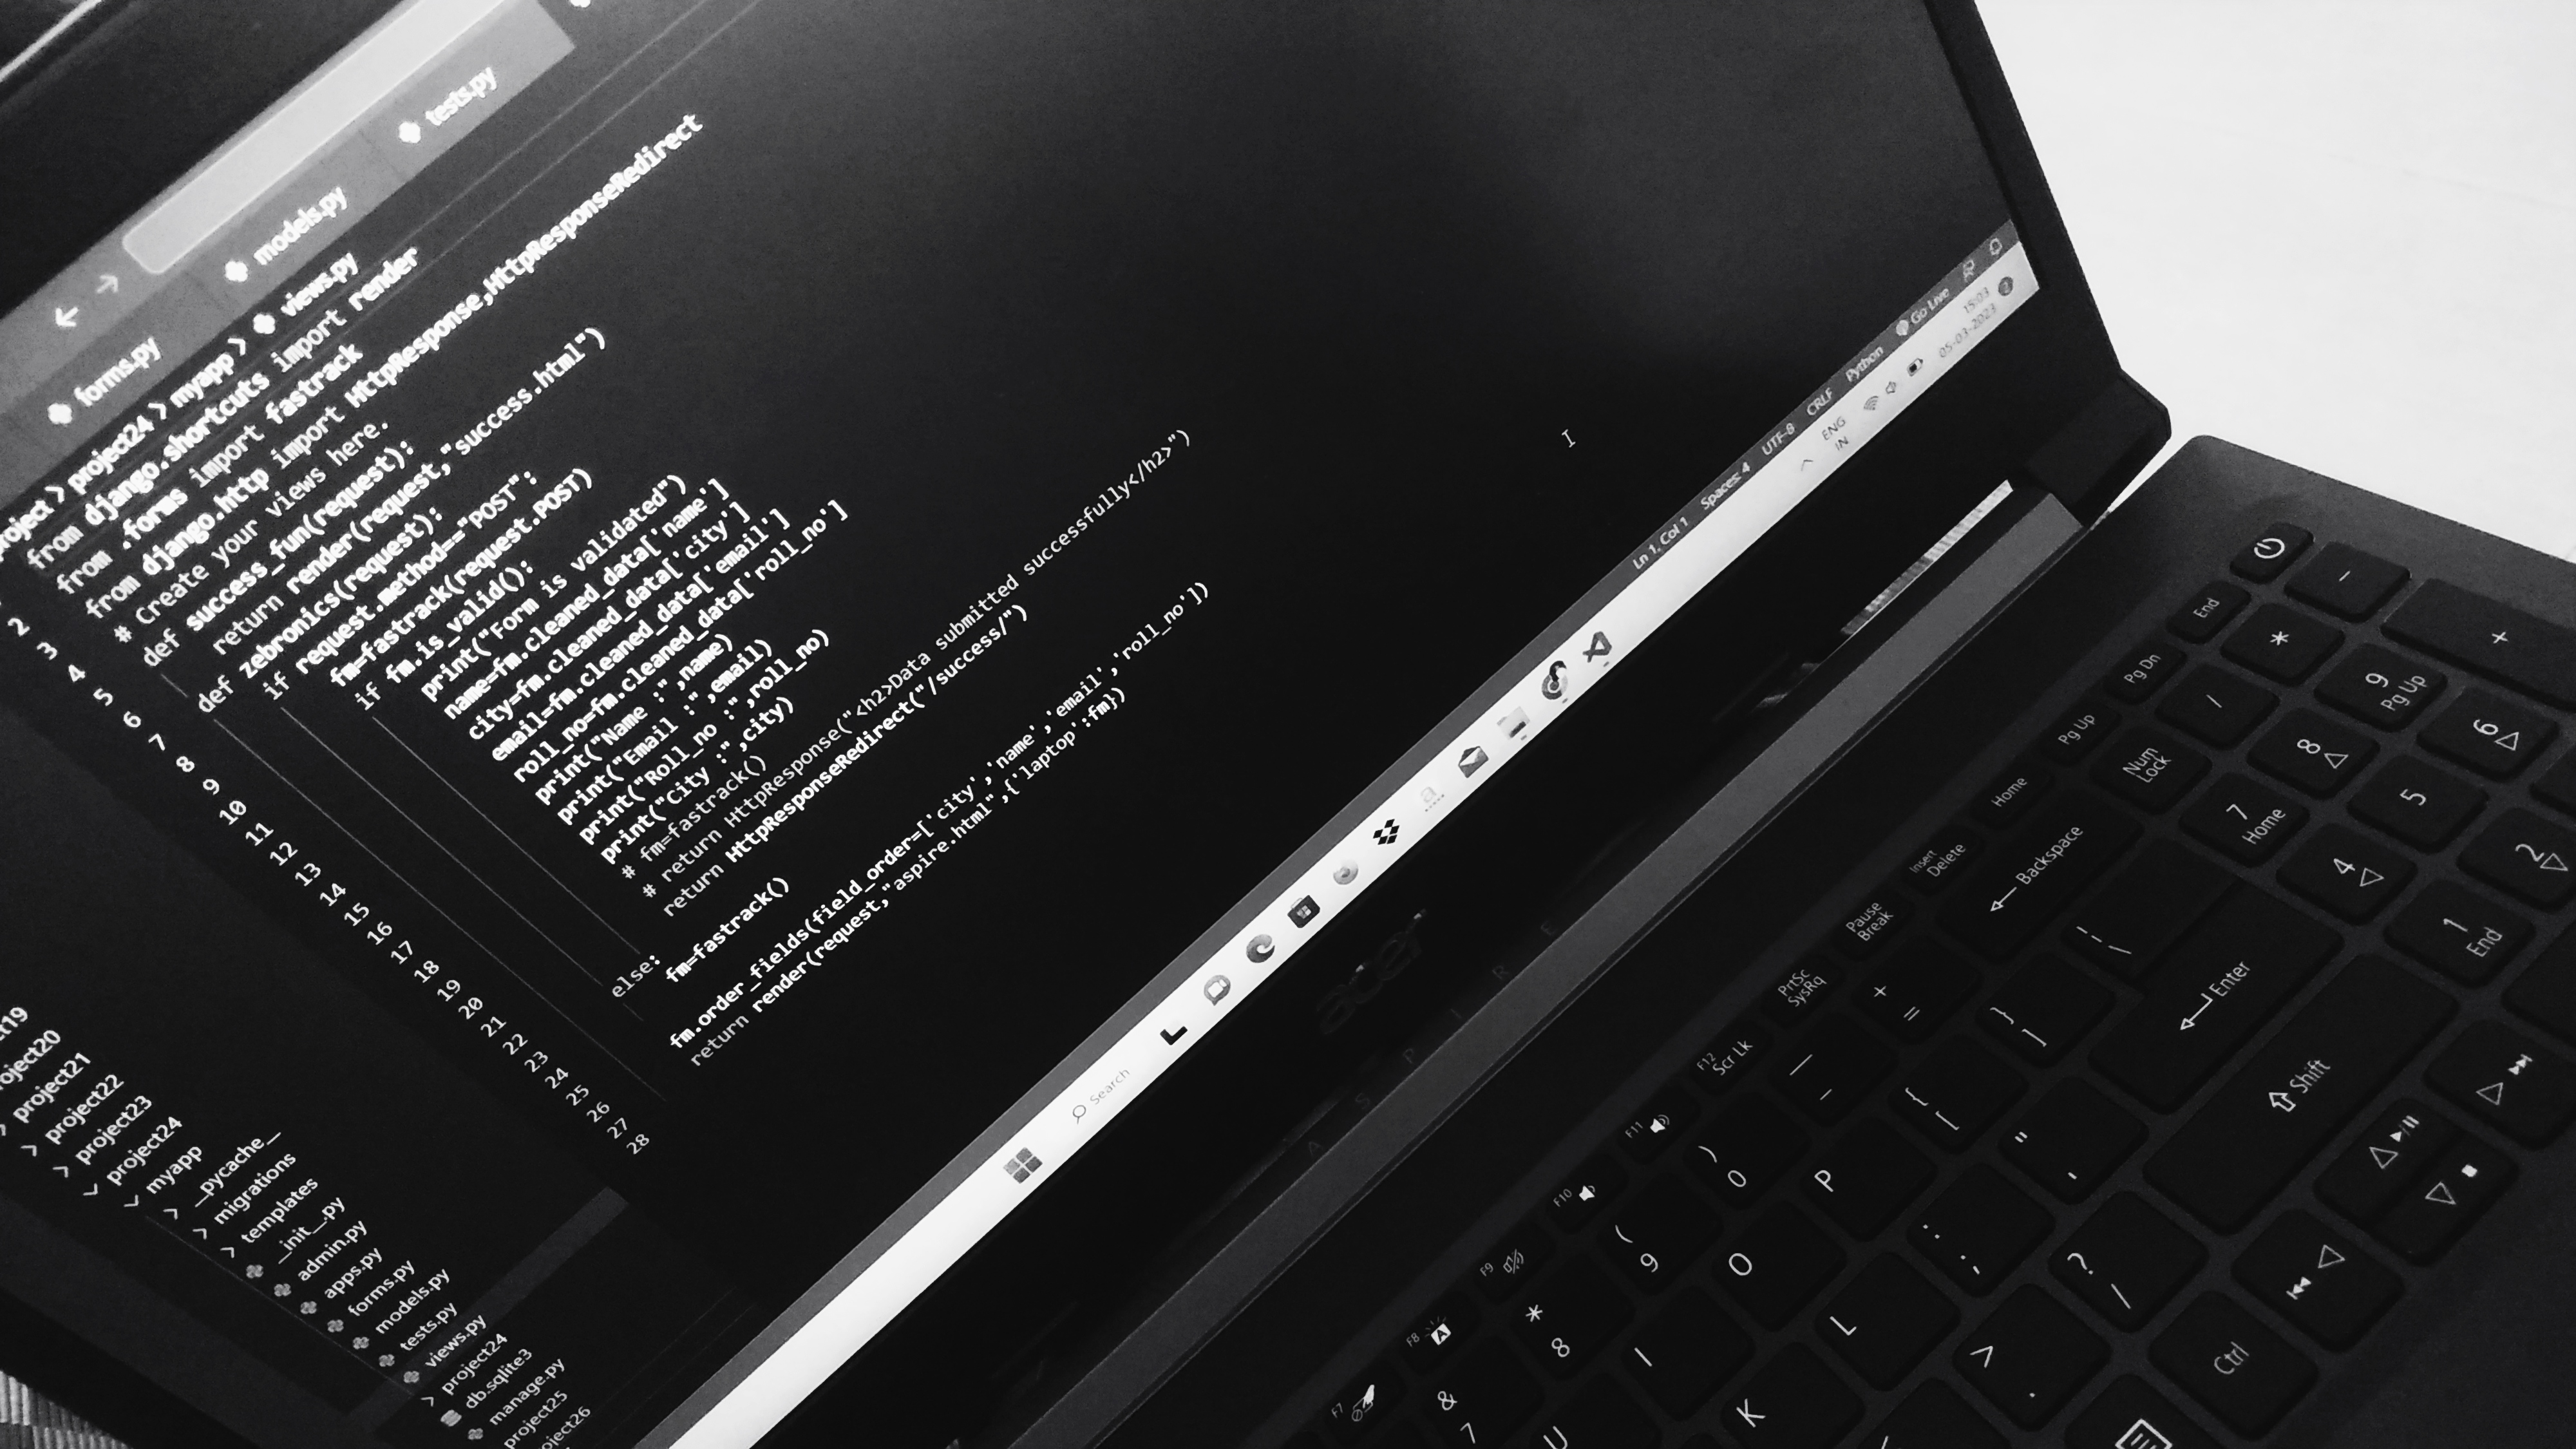 forms.py
models.py
tests.py
project > project24 > myapp > views.py
from django.shortcuts import render
2 from .forms import fastrack
3 from django.http import HttpResponse,HttpResponseRedirect
4 # Create your views here.
5 def success_fun(request):
6 return render(request,"success.html")
7 def zebronics(request):
8 if request.method=="POST":
9 fm=fastrack(request.POST)
10 if fm.is_valid():
11 print("Form is validated")
12 name=fm.cleaned_data['name']
13 city=fm.cleaned_data['city']
14 email=fm.cleaned_data['email']
15 roll_no=fm.cleaned_data['roll_no']
16 print("Name :",name)
17 print("Email :",email)
18 print("Roll_no :",roll_no)
19 print("City :",city)
20 # fm=fastrack()
21 # return HttpResponse("<h2>Data submitted successfully</h2>")
22 return HttpResponseRedirect("/success/")
23
24 else:
25 fm=fastrack()
26
27 fm.order_fields(field_order=['city','name','email','roll_no'])
28 return render(request,"aspire.html",{'laptop':fm})
project20
project21
project22
project23
project24
myapp
__pycache__
migrations
templates
__init__.py
admin.py
apps.py
forms.py
models.py
tests.py
views.py
project24
db.sqlite3
manage.py
project25
Ln 1, Col 1 Spaces: 4 UTF-8 CRLF Python Go Live
Search
ENG
IN
15:03
05-03-2023
2
acer
ASPIRE
End
Pg Dn
Pg Up
Home
Insert
Delete
Pause
Break
PrtSc
SysRq
F12
Scr Lk
F11
F10
F9
F8
F7
-
+
*
/
Num
Lock
9
Pg Up
8
7
Home
6
5
4
2
1
End
Backspace
+
=
—
-
)
0
(
9
*
8
&
7
|
\
}
]
{
[
P
O
I
U
Enter
"
'
:
;
L
K
Shift
?
/
>
.
Ctrl